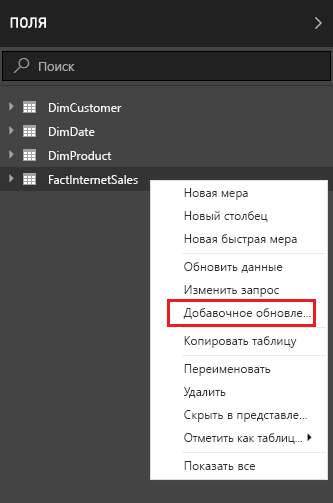 ПОЛЯ
Поиск
DimCustomer
DimDate
DimProduct
FactInternetSales
Новая мера
Новый столбец
Новая быстрая мера
Обновить данные
Изменить запрос
Добавочное обновле...
Копировать таблицу
Переименовать
Удалить
Скрыть в представле...
Отметить как таблиц...
Показать все